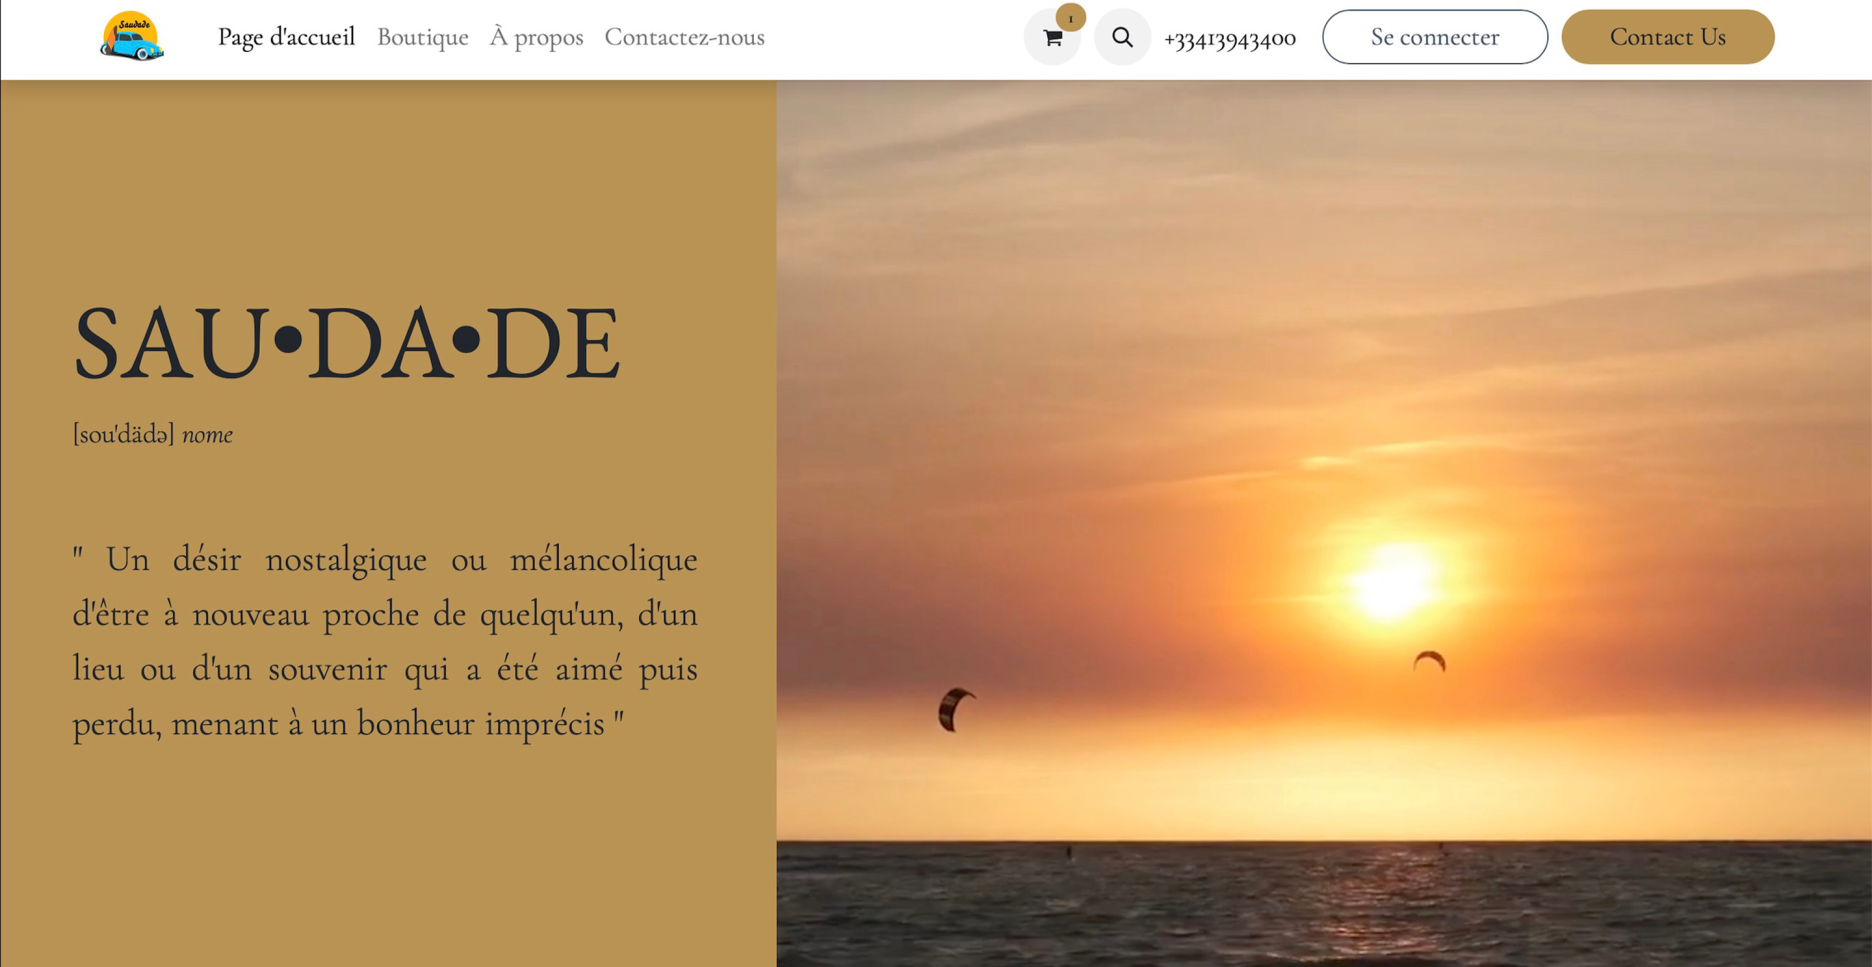 Saudade
Page d'accueil
Boutique
À propos
Contactez-nous
1
+33413943400
Se connecter
Contact Us
SAU•DA•DE
[sou'dädə] nome
" Un désir nostalgique ou mélancolique
d'être à nouveau proche de quelqu'un, d'un
lieu ou d'un souvenir qui a été aimé puis
perdu, menant à un bonheur imprécis "